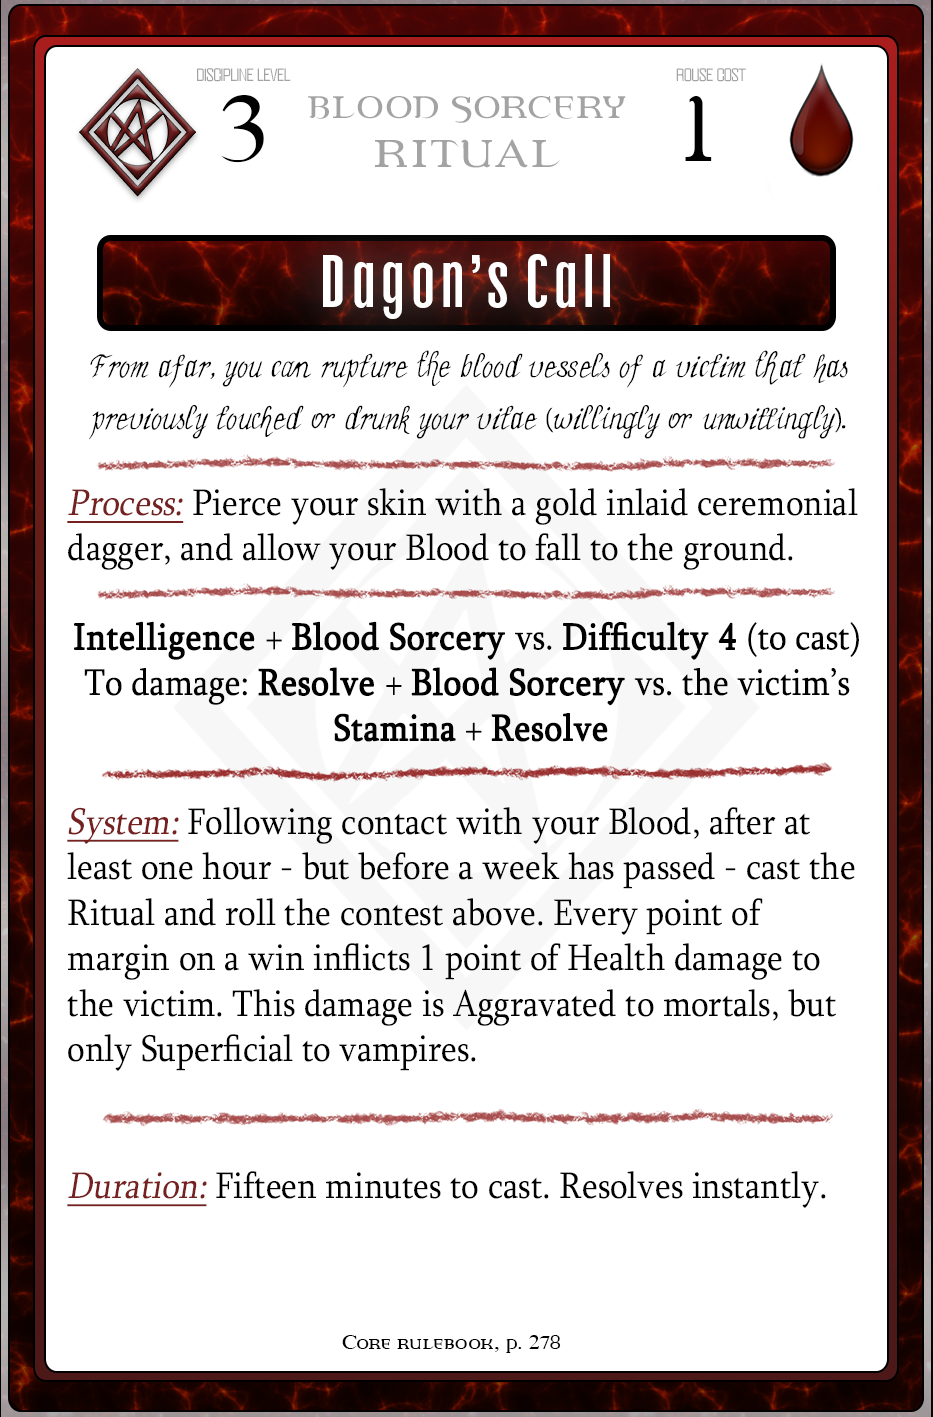 DISCIPLINE LEVEL
3
BLOOD SORCERY
RITUAL
ROUSE COST
1
Dagon's Call
From afar, you can rupture the blood vessels of a victim that has
previously touched or drunk your vitae (willingly or unwittingly).
Process: Pierce your skin with a gold inlaid ceremonial
dagger, and allow your Blood to fall to the ground.
Intelligence + Blood Sorcery vs. Difficulty 4 (to cast)
To damage: Resolve + Blood Sorcery vs. the victim's
Stamina + Resolve
System: Following contact with your Blood, after at
least one hour - but before a week has passed - cast the
Ritual and roll the contest above. Every point of
margin on a win inflicts 1 point of Health damage to
the victim. This damage is Aggravated to mortals, but
only Superficial to vampires.
Duration: Fifteen minutes to cast. Resolves instantly.
Core rulebook, p. 278